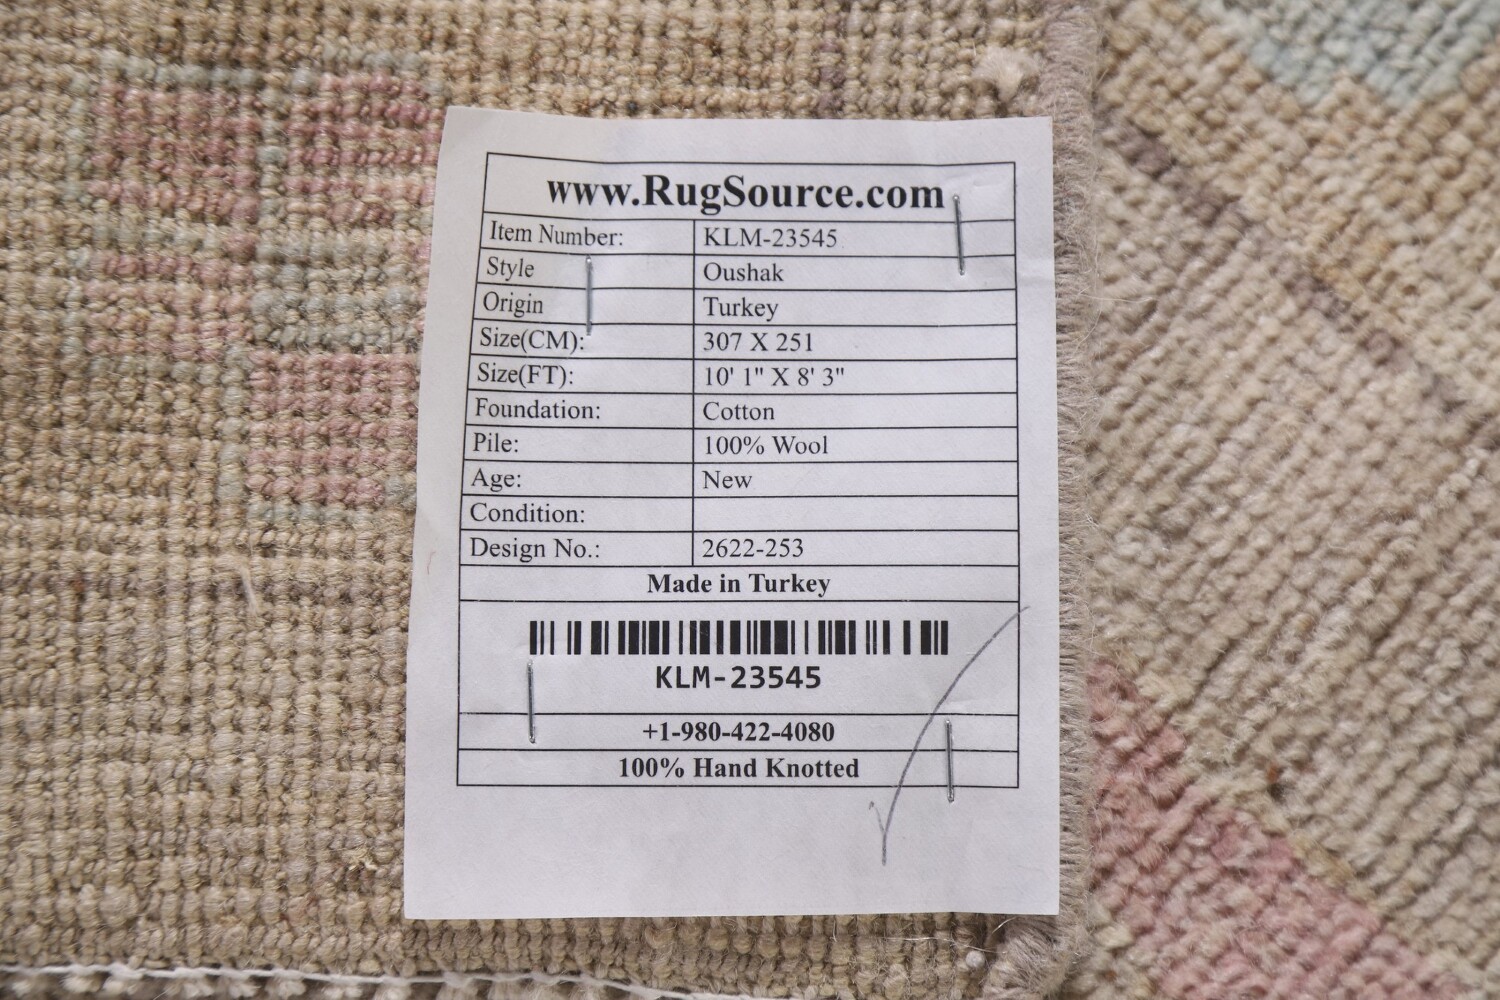 www.RugSource.com
Item Number: KLM-23545
Style Oushak
Origin Turkey
Size(CM): 307 X 251
Size(FT): 10' 1" X 8' 3"
Foundation: Cotton
Pile: 100% Wool
Age: New
Condition:
Design No.: 2622-253
Made in Turkey
KLM-23545
+1-980-422-4080
100% Hand Knotted